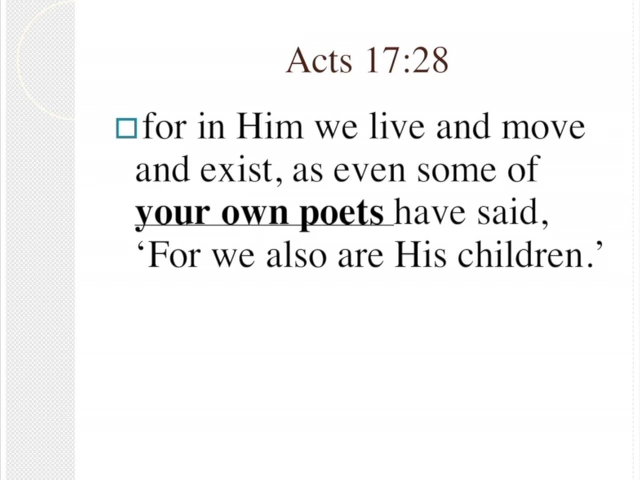 Acts 17:28
for in Him we live and move
and exist, as even some of
your own poets have said,
‘For we also are His children.’